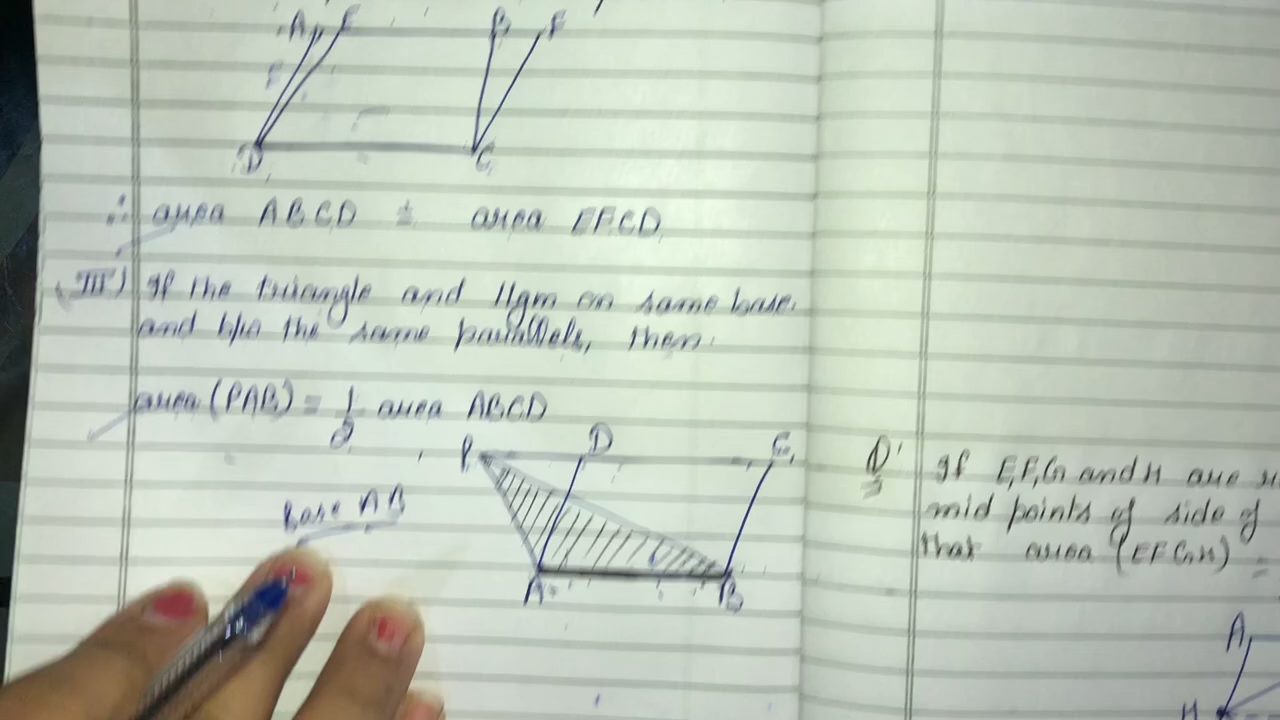 A E B F
D C
∴ area ABCD = area EFCD
(III) If the triangle and ||gm on same base
and b/w the same parallels, then
area (PAB) = 1/2 area ABCD
P D C
Base AB
A B
Q If E,F,G and H are
mid points of side of
that area (EFGH) =
A
H